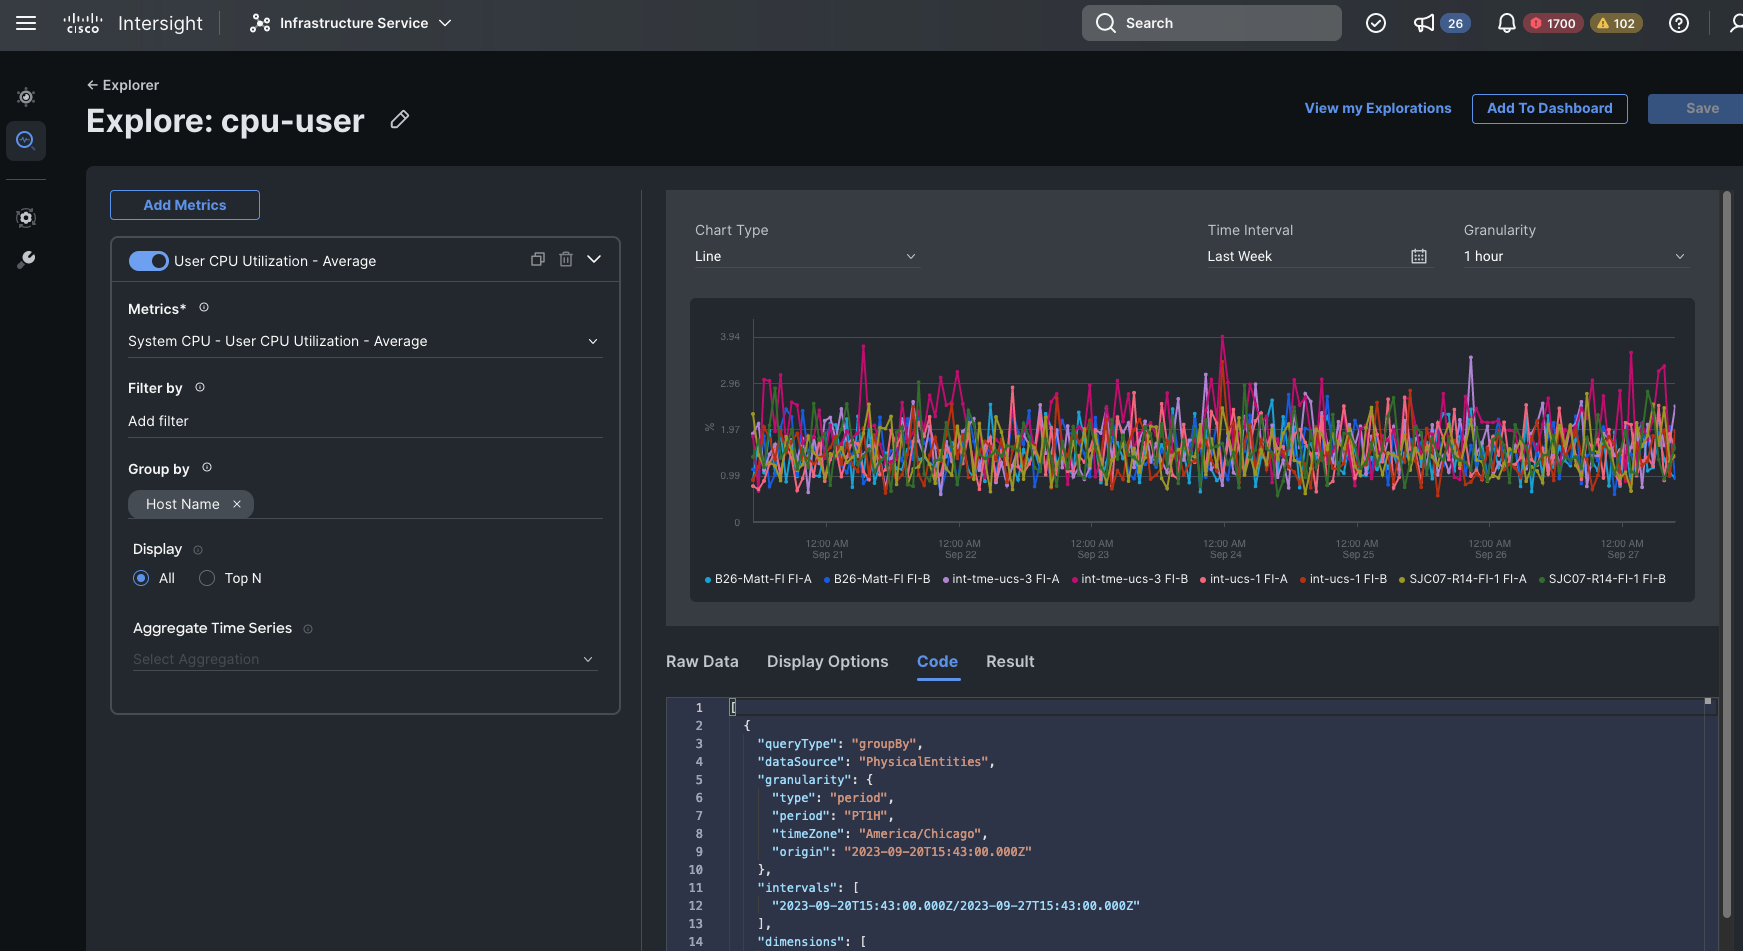 cisco Intersight Infrastructure Service Search 26 1700 102
Explorer
Explore: cpu-user
View my Explorations Add To Dashboard Save
Add Metrics
User CPU Utilization - Average
Metrics*
System CPU - User CPU Utilization - Average
Filter by
Add filter
Group by
Host Name ×
Display
All Top N
Aggregate Time Series
Select Aggregation
Chart Type Time Interval Granularity
Line Last Week 1 hour
3.94
2.96
1.97
0.99
0
%
12:00 AM 12:00 AM 12:00 AM 12:00 AM 12:00 AM 12:00 AM 12:00 AM
Sep 21 Sep 22 Sep 23 Sep 24 Sep 25 Sep 26 Sep 27
B26-Matt-FI FI-A B26-Matt-FI FI-B int-tme-ucs-3 FI-A int-tme-ucs-3 FI-B int-ucs-1 FI-A int-ucs-1 FI-B SJC07-R14-FI-1 FI-A SJC07-R14-FI-1 FI-B
Raw Data Display Options Code Result
1 [
2 {
3 "queryType": "groupBy",
4 "dataSource": "PhysicalEntities",
5 "granularity": {
6 "type": "period",
7 "period": "PT1H",
8 "timeZone": "America/Chicago",
9 "origin": "2023-09-20T15:43:00.000Z"
10 },
11 "intervals": [
12 "2023-09-20T15:43:00.000Z/2023-09-27T15:43:00.000Z"
13 ],
14 "dimensions": [